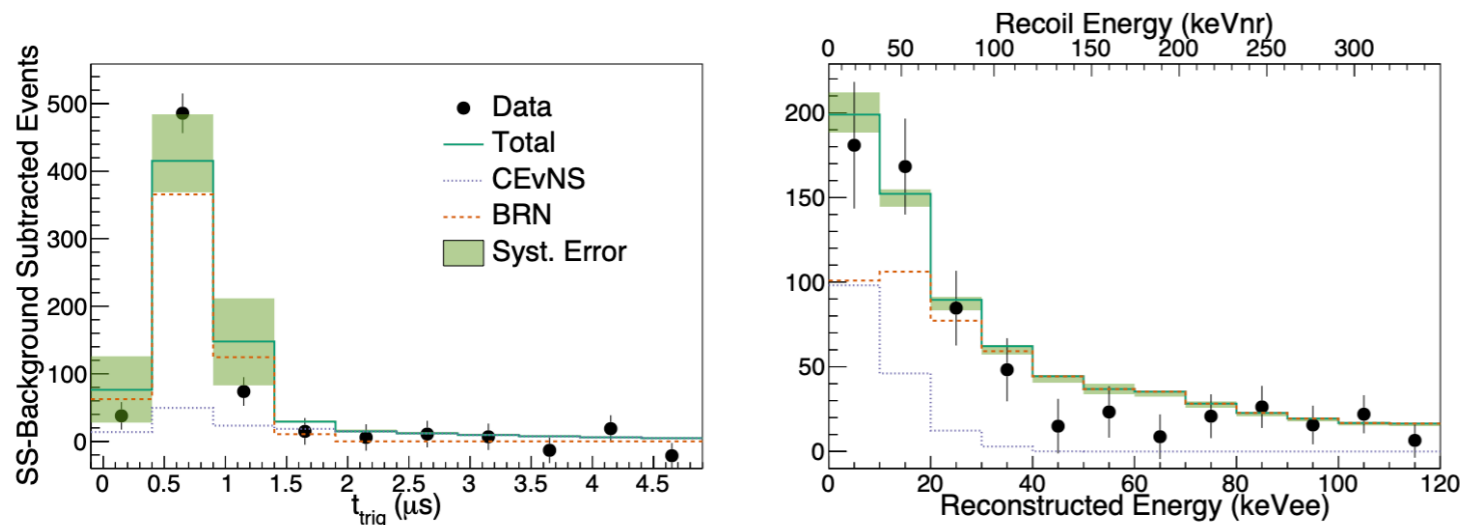 SS-Background Subtracted Events
500
400
300
200
100
0
Data
Total
CEvNS
BRN
Syst. Error
0 0.5 1 1.5 2 2.5 3 3.5 4 4.5
t_trig (μs)
Recoil Energy (keVnr)
0 50 100 150 200 250 300
200
150
100
50
0
0 20 40 60 80 100 120
Reconstructed Energy (keVee)